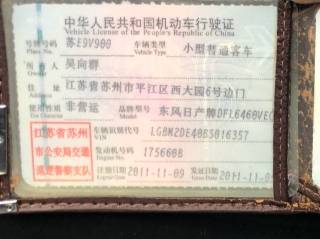 中华人民共和国机动车行驶证
Vehicle License of the People's Republic of China
号牌号码 苏E9V900 车辆类型 小型普通客车
Plate No. Vehicle Type
所有人 吴向群
Owner
住址 江苏省苏州市平江区西大园6号边门
Address
使用性质 非营运 品牌型号 东风日产牌DFL6460VEC
Use Character Model
江苏省苏州
市公安局交通
巡逻警察支队
车辆识别代号 LGBM2DE40BS016357
VIN
发动机号码 175660B
Engine No.
注册日期 2011-11-09 发证日期 2011-11-09
Register Date Issue Date